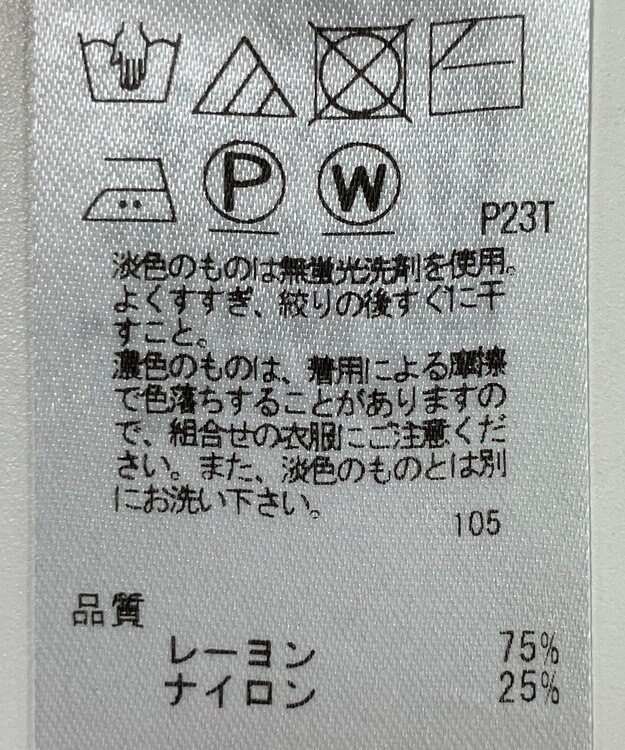 P
W
P23T
淡色のものは無蛍光洗剤を使用。
よくすすぎ、絞りの後すぐに干
すこと。
濃色のものは、着用による摩擦
で色落ちすることがありますの
で、組合せの衣服にご注意くだ
さい。また、淡色のものとは別
にお洗い下さい。
105
品質
レーヨン 75%
ナイロン 25%